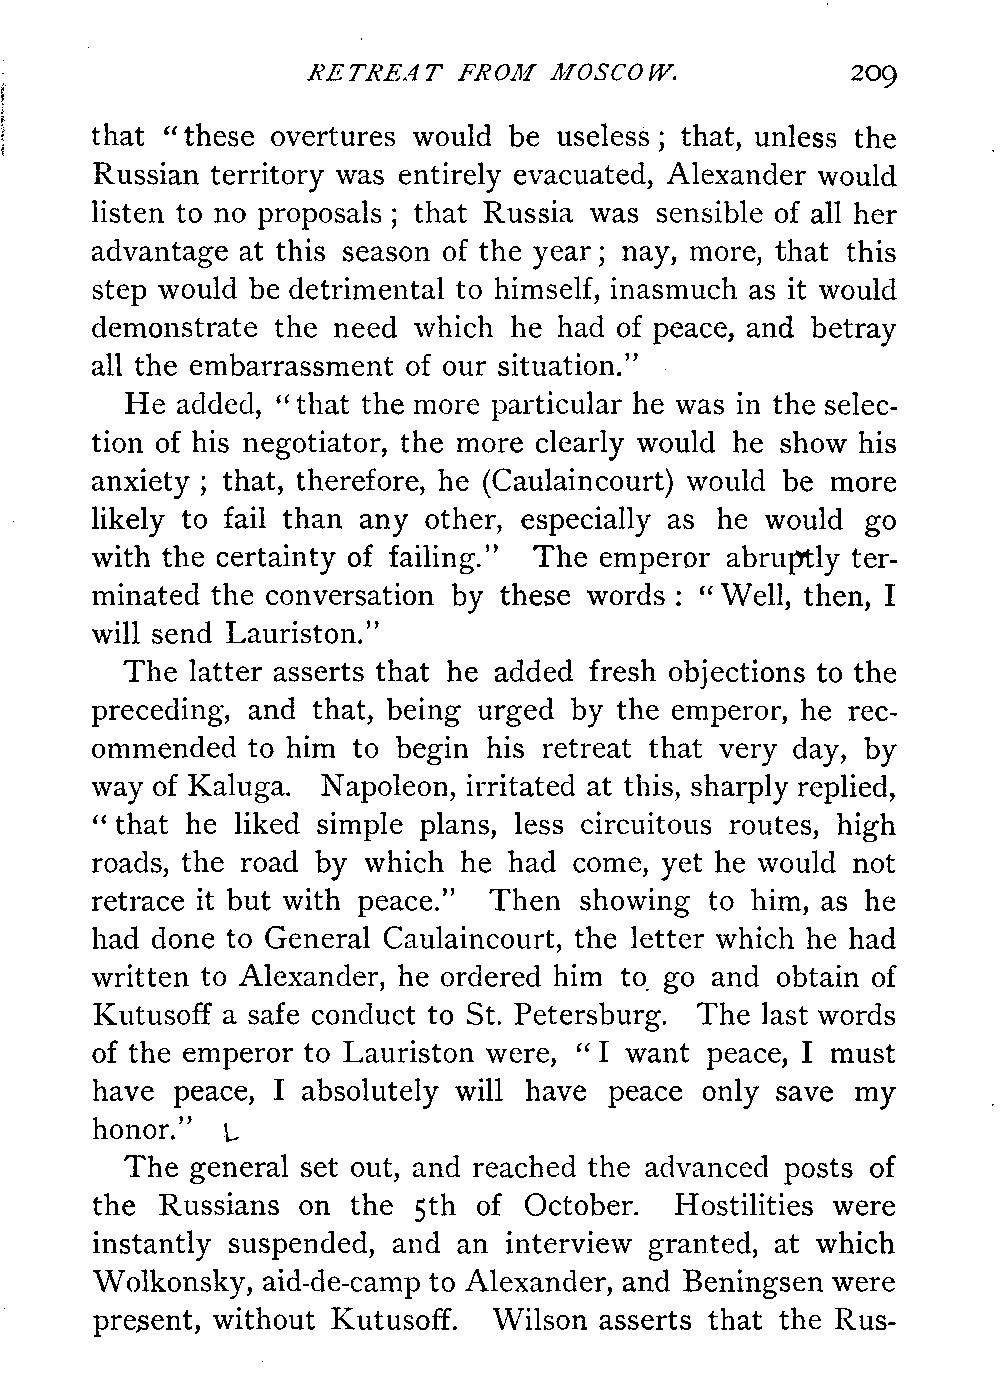 RETREAT FROM MOSCOW. 209
that “these overtures would be useless; that, unless the
Russian territory was entirely evacuated, Alexander would
listen to no proposals; that Russia was sensible of all her
advantage at this season of the year; nay, more, that this
step would be detrimental to himself, inasmuch as it would
demonstrate the need which he had of peace, and betray
all the embarrassment of our situation.”
He added, “that the more particular he was in the selec-
tion of his negotiator, the more clearly would he show his
anxiety; that, therefore, he (Caulaincourt) would be more
likely to fail than any other, especially as he would go
with the certainty of failing.” The emperor abruptly ter-
minated the conversation by these words: “Well, then, I
will send Lauriston.”
The latter asserts that he added fresh objections to the
preceding, and that, being urged by the emperor, he rec-
ommended to him to begin his retreat that very day, by
way of Kaluga. Napoleon, irritated at this, sharply replied,
“that he liked simple plans, less circuitous routes, high
roads, the road by which he had come, yet he would not
retrace it but with peace.” Then showing to him, as he
had done to General Caulaincourt, the letter which he had
written to Alexander, he ordered him to go and obtain of
Kutusoff a safe conduct to St. Petersburg. The last words
of the emperor to Lauriston were, “I want peace, I must
have peace, I absolutely will have peace only save my
honor.”
The general set out, and reached the advanced posts of
the Russians on the 5th of October. Hostilities were
instantly suspended, and an interview granted, at which
Wolkonsky, aid-de-camp to Alexander, and Beningsen were
present, without Kutusoff. Wilson asserts that the Rus-